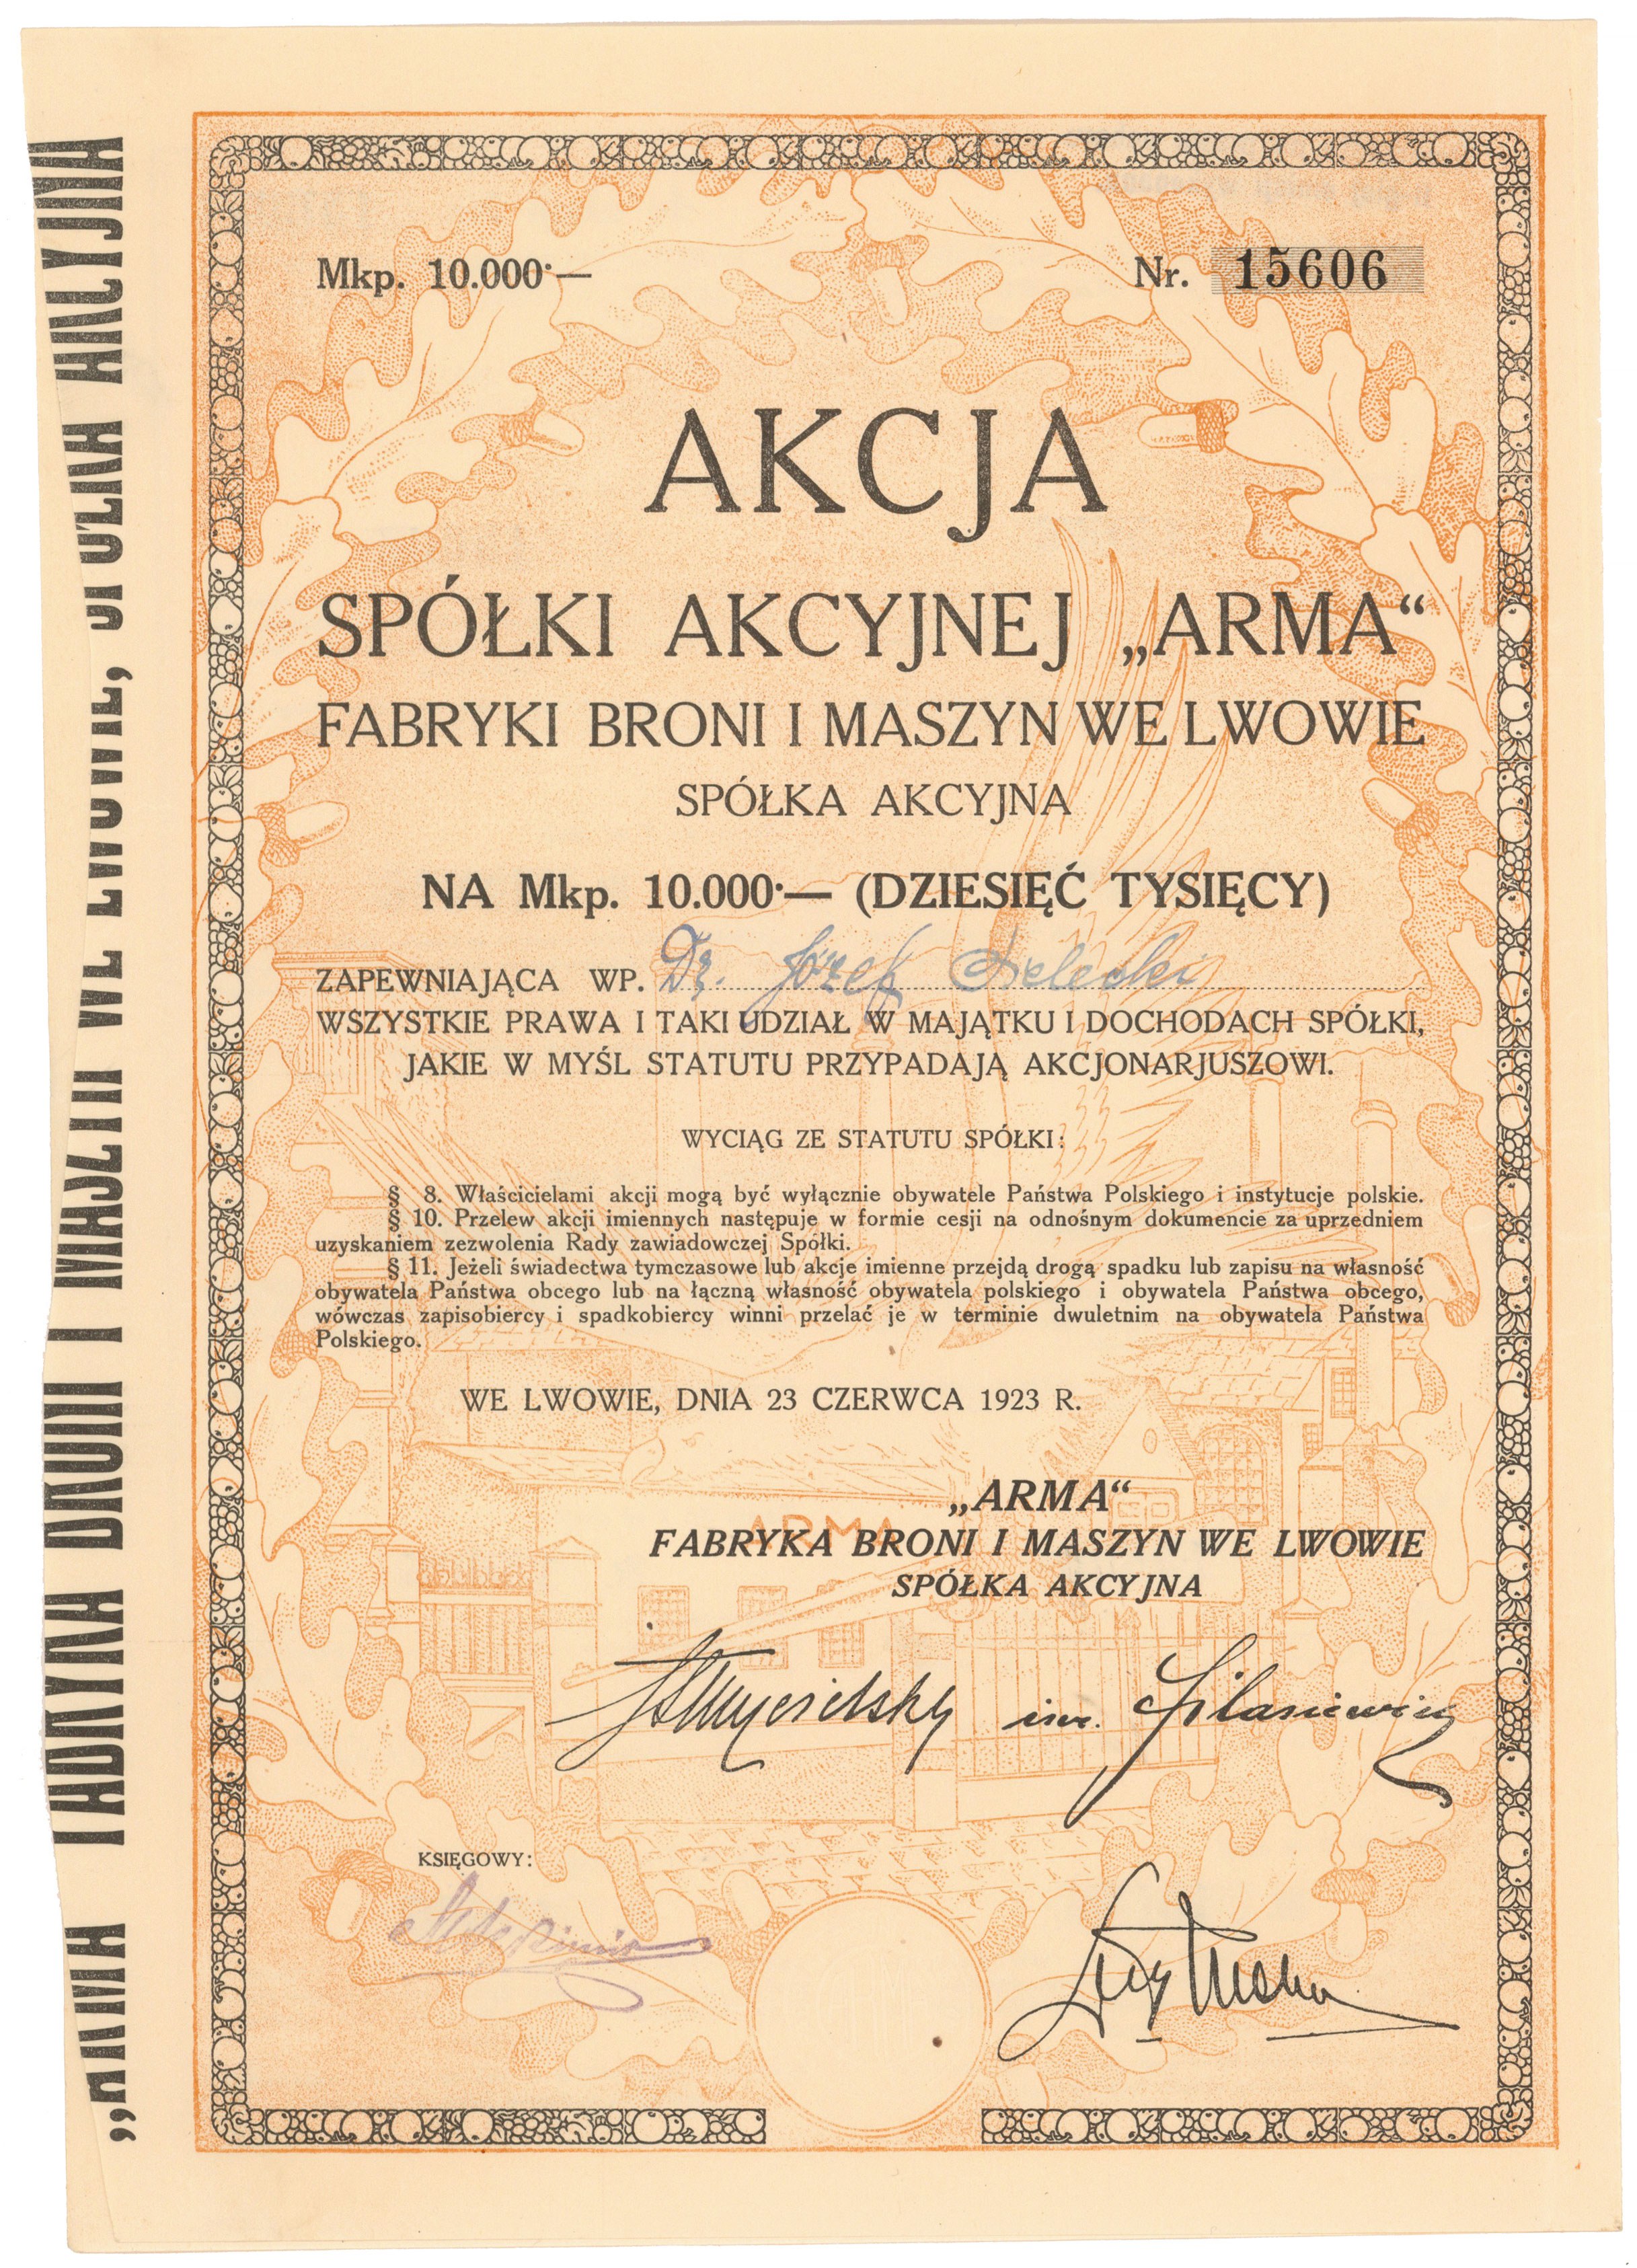 Mkp. 10.000·— Nr. 15606
AKCJA
SPÓŁKI AKCYJNEJ „ARMA“
FABRYKI BRONI I MASZYN WE LWOWIE
SPÓŁKA AKCYJNA
NA Mkp. 10.000·— (DZIESIĘĆ TYSIĘCY)
ZAPEWNIAJĄCA WP. Dr. Józef
WSZYSTKIE PRAWA I TAKI UDZIAŁ W MAJĄTKU I DOCHODACH SPÓŁKI,
JAKIE W MYŚL STATUTU PRZYPADAJĄ AKCJONARJUSZOWI.
WYCIĄG ZE STATUTU SPÓŁKI:
§ 8. Właścicielami akcji mogą być wyłącznie obywatele Państwa Polskiego i instytucje polskie.
§ 10. Przelew akcji imiennych następuje w formie cesji na odnośnym dokumencie za uprzedniem
uzyskaniem zezwolenia Rady zawiadowczej Spółki.
§ 11. Jeżeli świadectwa tymczasowe lub akcje imienne przejdą drogą spadku lub zapisu na własność
obywatela Państwa obcego lub na łączną własność obywatela polskiego i obywatela Państwa obcego,
wówczas zapisobiercy i spadkobiercy winni przelać je w terminie dwuletnim na obywatela Państwa
Polskiego.
WE LWOWIE, DNIA 23 CZERWCA 1923 R.
„ARMA“
FABRYKA BRONI I MASZYN WE LWOWIE
SPÓŁKA AKCYJNA
ARMA
inż.
KSIĘGOWY:
„ARMA FABRYKA BRONI I MASZYN WE LWOWIE, SPÓŁKA AKCYJNA